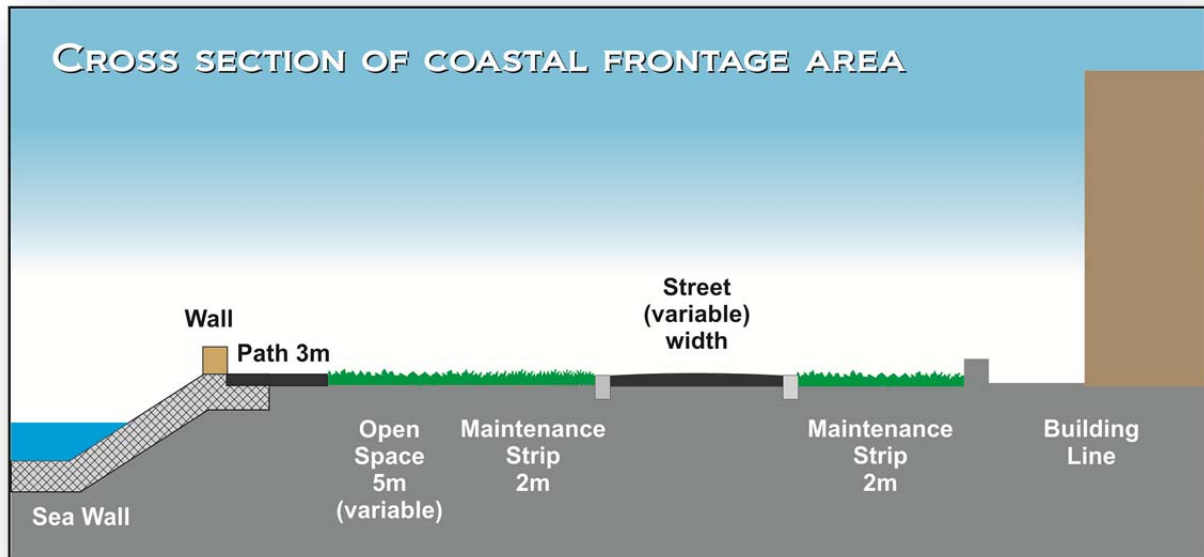 CROSS SECTION OF COASTAL FRONTAGE AREA
Wall
Path 3m
Street
(variable)
width
Open
Space
5m
(variable)
Maintenance
Strip
2m
Maintenance
Strip
2m
Building
Line
Sea Wall